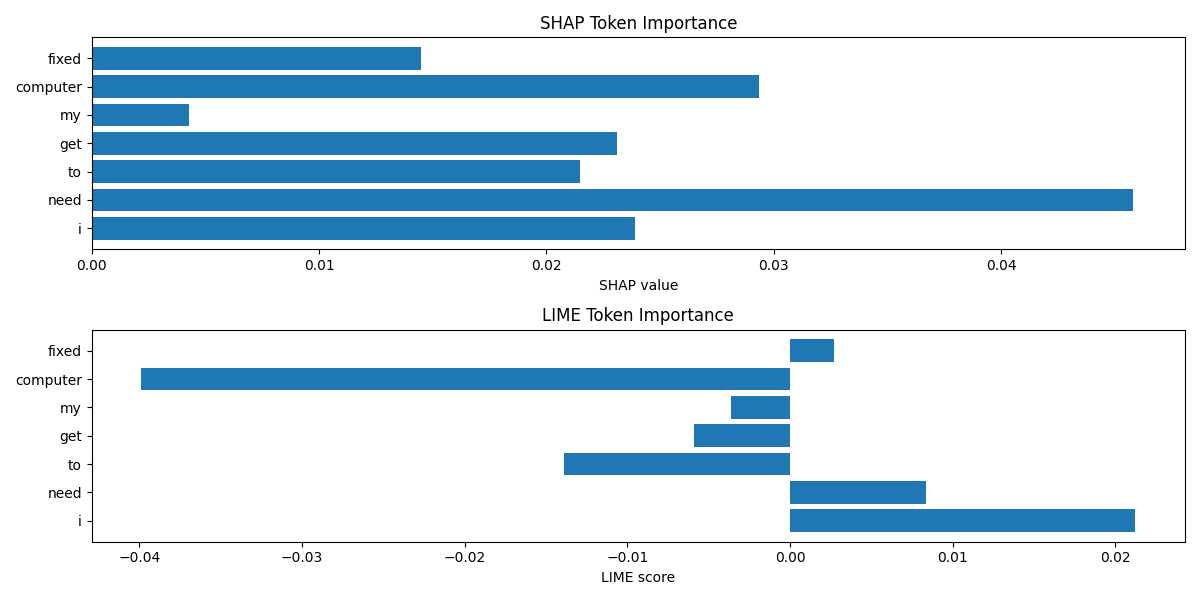 SHAP Token Importance
fixed
computer
my
get
to
need
i
0.00 0.01 0.02 0.03 0.04
SHAP value
LIME Token Importance
fixed
computer
my
get
to
need
i
−0.04 −0.03 −0.02 −0.01 0.00 0.01 0.02
LIME score